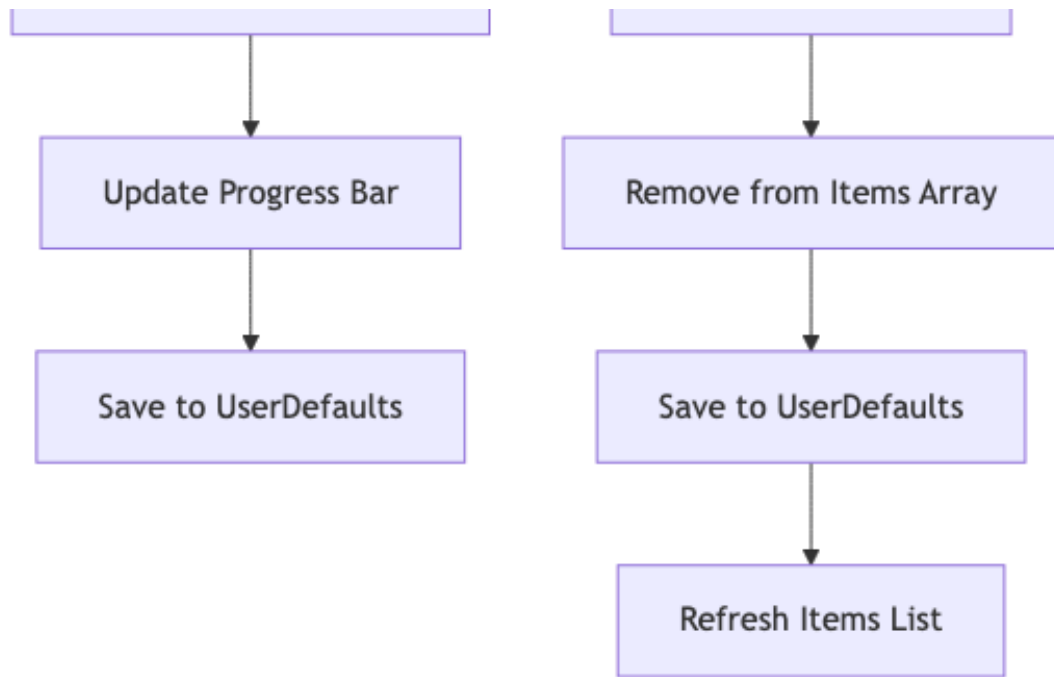 Update Progress Bar
Remove from Items Array
Save to UserDefaults
Save to UserDefaults
Refresh Items List